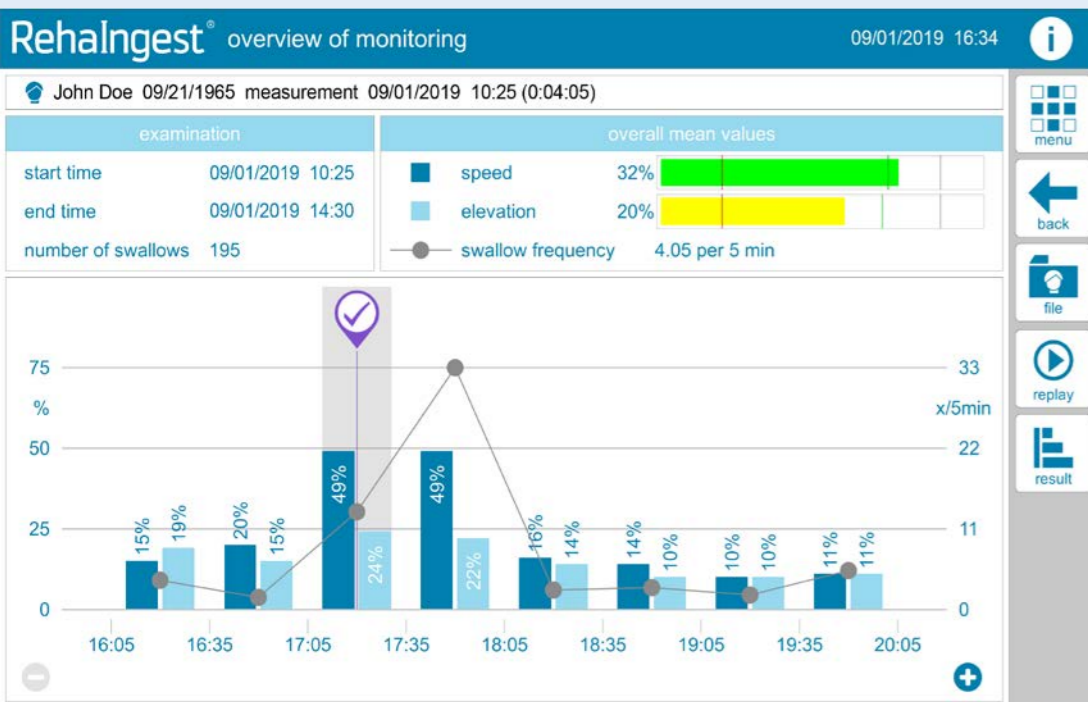 RehaIngest® overview of monitoring 09/01/2019 16:34 i
John Doe 09/21/1965 measurement 09/01/2019 10:25 (0:04:05)
menu
examination
start time 09/01/2019 10:25
end time 09/01/2019 14:30
number of swallows 195
overall mean values
speed 32%
elevation 20%
swallow frequency 4.05 per 5 min
back
file
replay
result
75 33
% x/5min
50 22
25 11
0 0
15% 19% 20% 15% 49% 24% 49% 22% 16% 14% 14% 10% 10% 10% 11% 11%
16:05 16:35 17:05 17:35 18:05 18:35 19:05 19:35 20:05